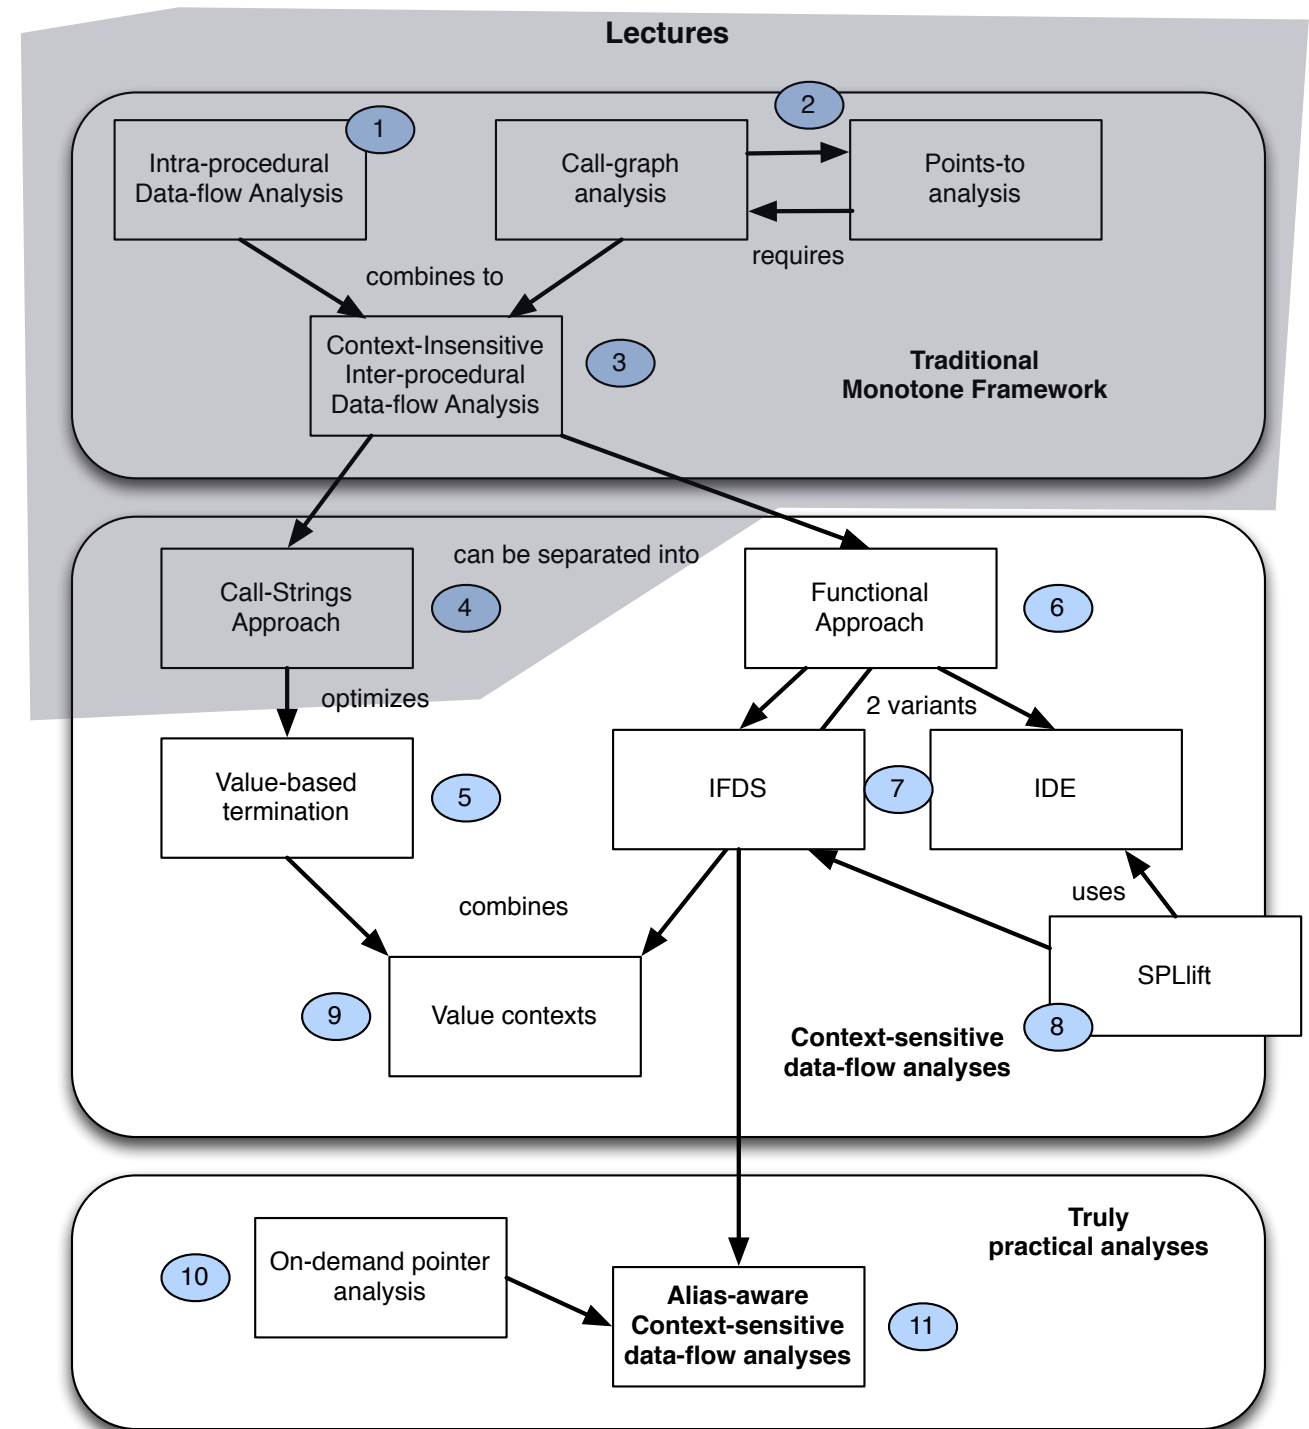 Lectures
1
2
Intra-procedural
Data-flow Analysis
Call-graph
analysis
Points-to
analysis
requires
combines to
Context-Insensitive
Inter-procedural
Data-flow Analysis
3
Traditional
Monotone Framework
can be separated into
Call-Strings
Approach
4
Functional
Approach
6
optimizes
2 variants
Value-based
termination
5
IFDS
7
IDE
uses
combines
SPLlift
8
Value contexts
9
Context-sensitive
data-flow analyses
Truly
practical analyses
10
On-demand pointer
analysis
Alias-aware
Context-sensitive
data-flow analyses
11